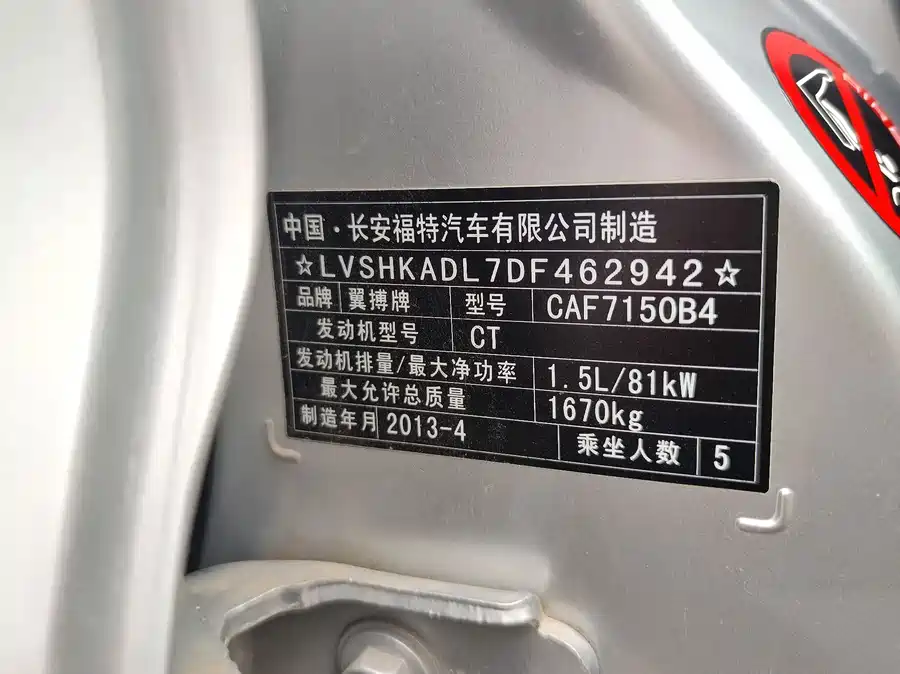 中国·长安福特汽车有限公司制造
☆LVSHKADL7DF462942☆
品牌 翼搏牌 型号 CAF7150B4
发动机型号 CT
发动机排量/最大净功率 1.5L/81kW
最大允许总质量 1670kg
制造年月 2013-4 乘坐人数 5